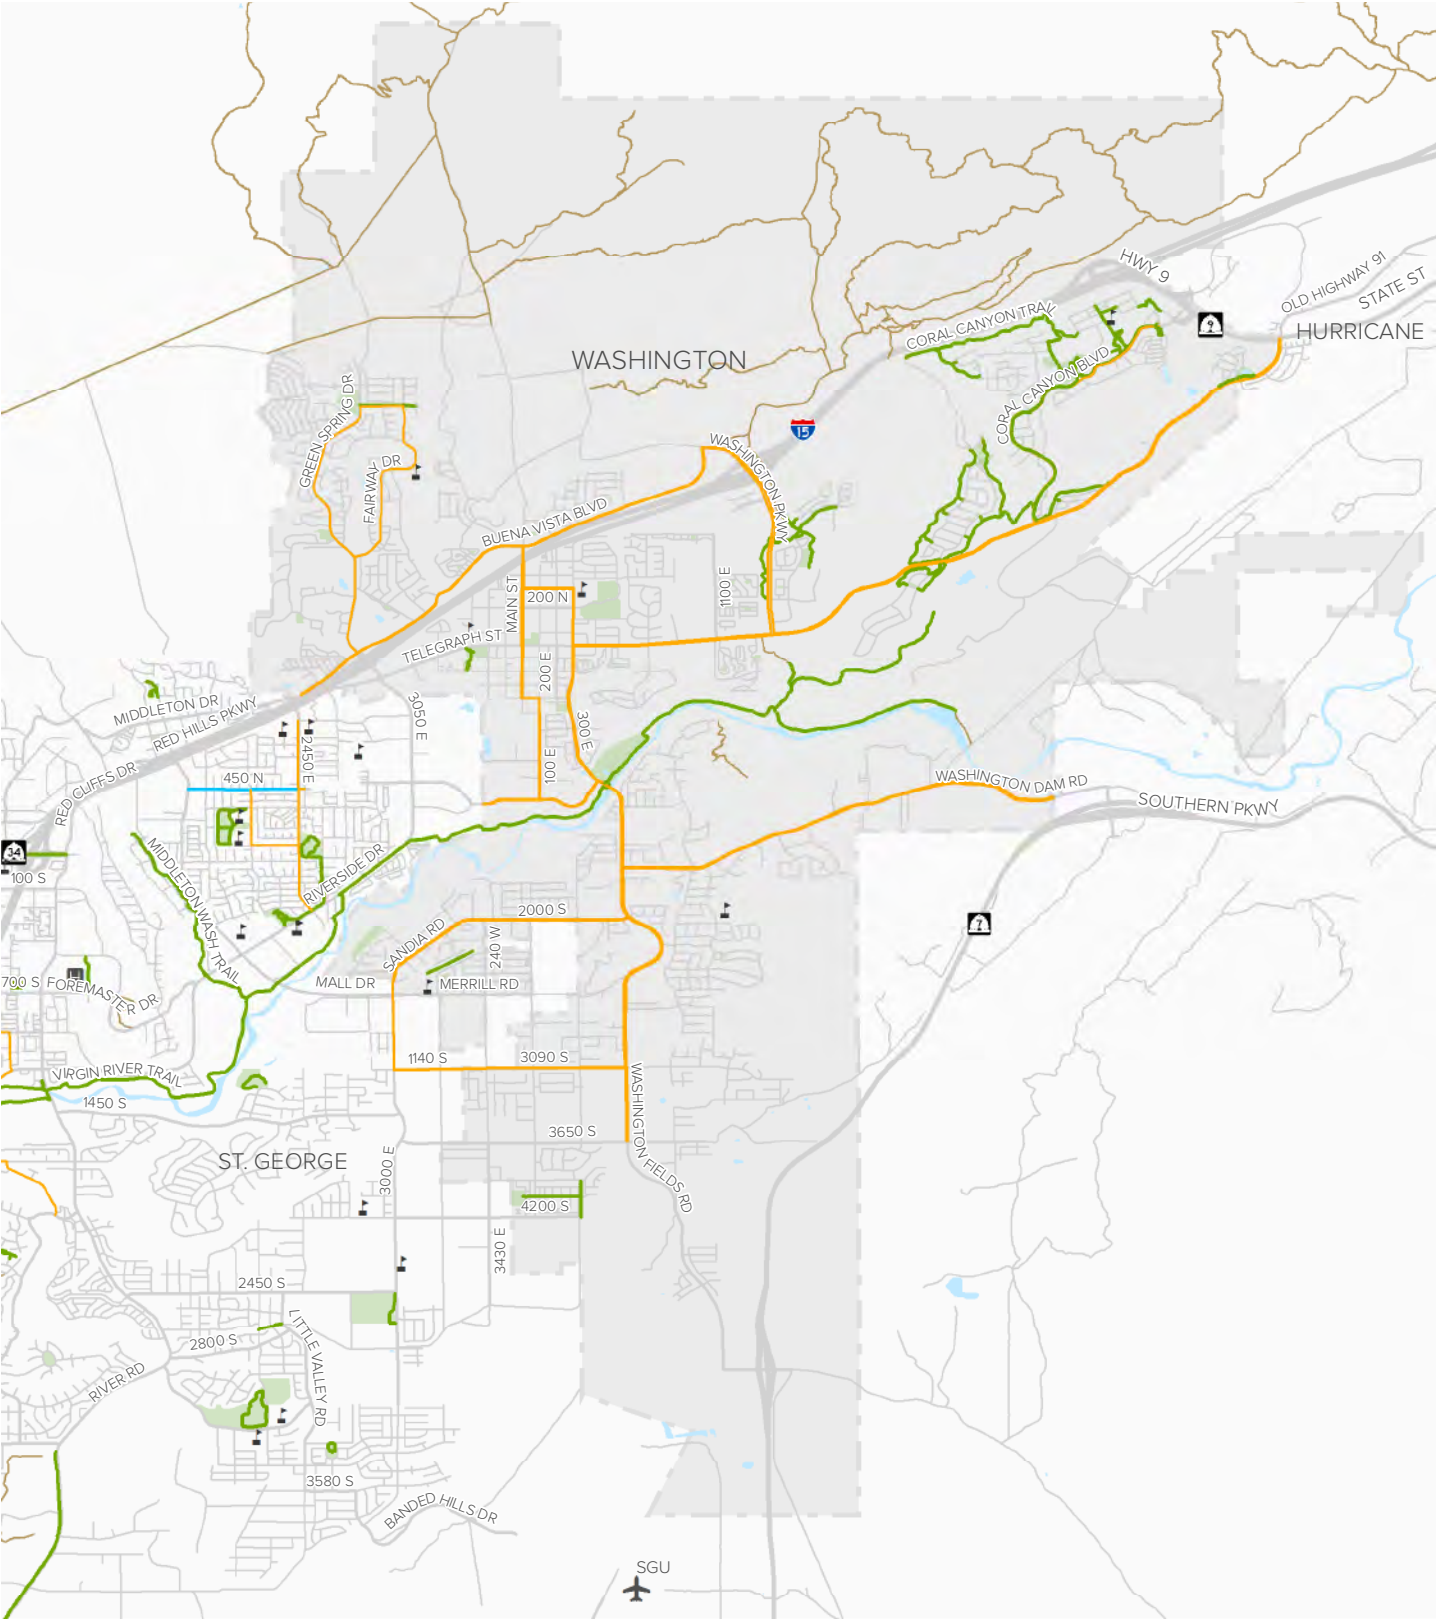 HWY 9
OLD HIGHWAY 91
STATE ST
9
HURRICANE
CORAL CANYON TRAIL
WASHINGTON
CORAL CANYON BLVD
GREEN SPRING DR
15
WASHINGTON PKWY
FAIRWAY DR
BUENA VISTA BLVD
1100 E
MAIN ST
200 N
TELEGRAPH ST
200 E
MIDDLETON DR
RED HILLS PKWY
3050 E
300 E
2450 E
100 E
RED CLIFFS DR
450 N
WASHINGTON DAM RD
SOUTHERN PKWY
34
100 S
MIDDLETON WASH TRAIL
RIVERSIDE DR
2000 S
7
SANDIA RD
240 W
700 S
FOREMASTER DR
MALL DR
MERRILL RD
1140 S
3090 S
VIRGIN RIVER TRAIL
1450 S
WASHINGTON FIELDS RD
3650 S
ST. GEORGE
3000 E
4200 S
3430 E
2450 S
2800 S
LITTLE VALLEY RD
RIVER RD
3580 S
BANDED HILLS DR
SGU